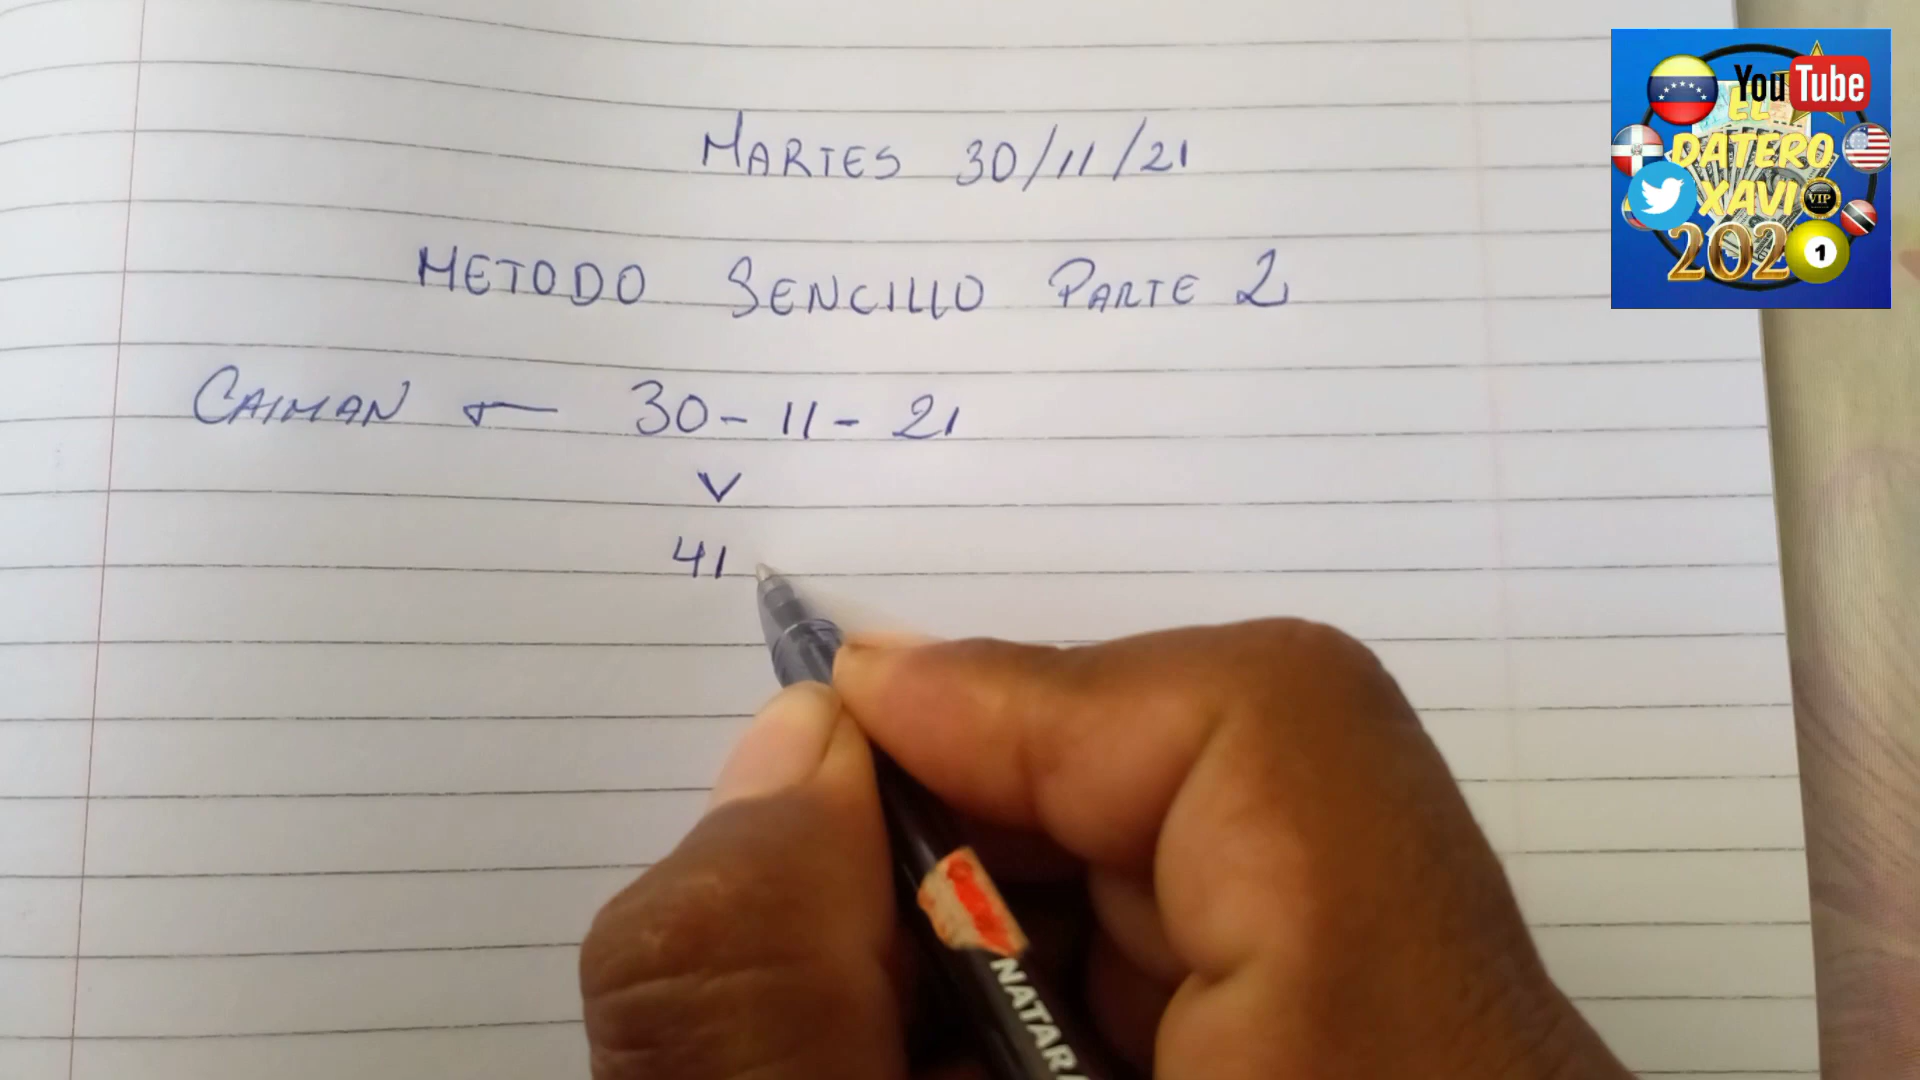 MARTES 30/11/21
METODO SENCILLO PARTE 2
CAIMAN ← 30 - 11 - 21
41
NATARA
YouTube
EL
DATERO
XAVI
VIP
2021